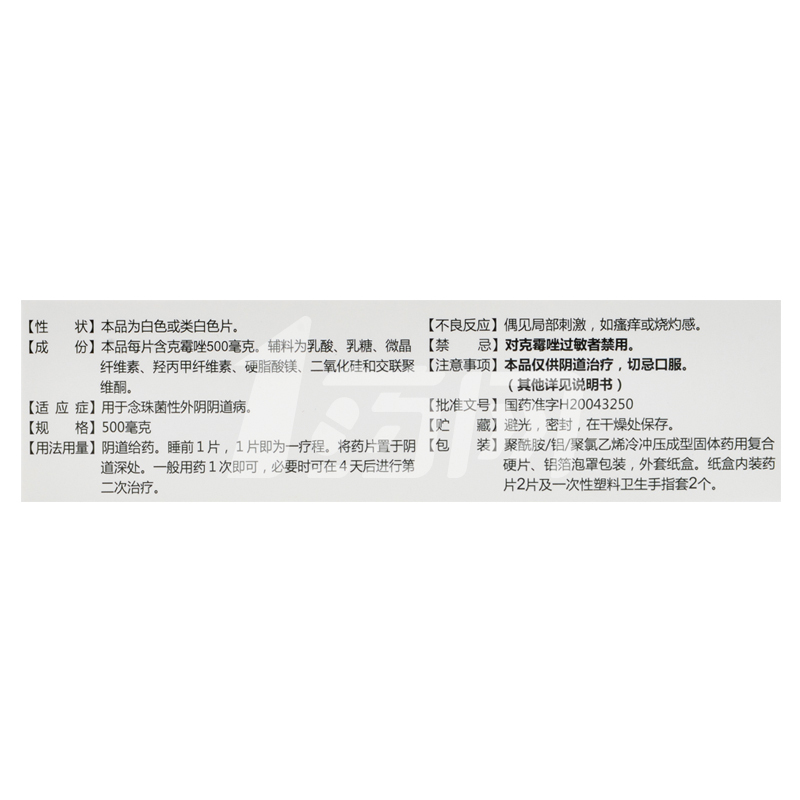 【性　　状】本品为白色或类白色片。
【成　　份】本品每片含克霉唑500毫克。辅料为乳酸、乳糖、微晶
纤维素、羟丙甲纤维素、硬脂酸镁、二氧化硅和交联聚
维酮。
【适 应 症】用于念珠菌性外阴阴道病。
【规　　格】500毫克
【用法用量】阴道给药。睡前1片，1片即为一疗程。将药片置于阴
道深处。一般用药1次即可，必要时可在4天后进行第
二次治疗。
【不良反应】偶见局部刺激，如瘙痒或烧灼感。
【禁　　忌】对克霉唑过敏者禁用。
【注意事项】本品仅供阴道治疗，切忌口服。
（其他详见说明书）
【批准文号】国药准字H20043250
【贮　　藏】避光，密封，在干燥处保存。
【包　　装】聚酰胺/铝/聚氯乙烯冷冲压成型固体药用复合
硬片、铝箔泡罩包装，外套纸盒。纸盒内装药
片2片及一次性塑料卫生手指套2个。